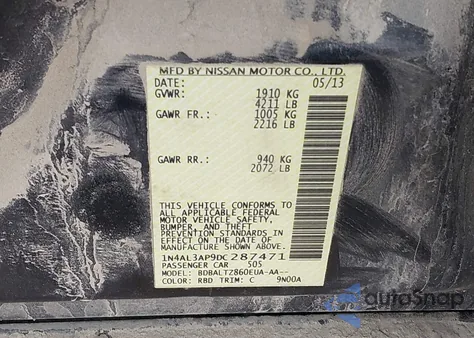 MFD BY NISSAN MOTOR CO., LTD.
DATE: 05/13
GVWR: 1910 KG
4211 LB
GAWR FR.: 1005 KG
2216 LB
GAWR RR.: 940 KG
2072 LB
THIS VEHICLE CONFORMS TO
ALL APPLICABLE FEDERAL
MOTOR VEHICLE SAFETY,
BUMPER, AND THEFT
PREVENTION STANDARDS IN
EFFECT ON THE DATE OF
MANUFACTURE SHOWN ABOVE.
1N4AL3AP9DC287471
PASSENGER CAR 505
MODEL: BDBALTZ860EUA-AA--
COLOR: RBD TRIM: C 9N00A
autoSnap